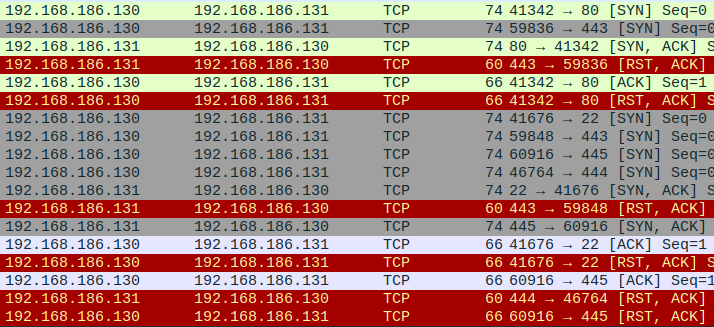 192.168.186.130 192.168.186.131 TCP 74 41342 → 80 [SYN] Seq=0
192.168.186.130 192.168.186.131 TCP 74 59836 → 443 [SYN] Seq=0
192.168.186.131 192.168.186.130 TCP 74 80 → 41342 [SYN, ACK] S
192.168.186.131 192.168.186.130 TCP 60 443 → 59836 [RST, ACK]
192.168.186.130 192.168.186.131 TCP 66 41342 → 80 [ACK] Seq=1
192.168.186.130 192.168.186.131 TCP 66 41342 → 80 [RST, ACK] S
192.168.186.130 192.168.186.131 TCP 74 41676 → 22 [SYN] Seq=0
192.168.186.130 192.168.186.131 TCP 74 59848 → 443 [SYN] Seq=0
192.168.186.130 192.168.186.131 TCP 74 60916 → 445 [SYN] Seq=0
192.168.186.130 192.168.186.131 TCP 74 46764 → 444 [SYN] Seq=0
192.168.186.131 192.168.186.130 TCP 74 22 → 41676 [SYN, ACK] S
192.168.186.131 192.168.186.130 TCP 60 443 → 59848 [RST, ACK]
192.168.186.131 192.168.186.130 TCP 74 445 → 60916 [SYN, ACK]
192.168.186.130 192.168.186.131 TCP 66 41676 → 22 [ACK] Seq=1
192.168.186.130 192.168.186.131 TCP 66 41676 → 22 [RST, ACK] S
192.168.186.130 192.168.186.131 TCP 66 60916 → 445 [ACK] Seq=1
192.168.186.131 192.168.186.130 TCP 60 444 → 46764 [RST, ACK]
192.168.186.130 192.168.186.131 TCP 66 60916 → 445 [RST, ACK]